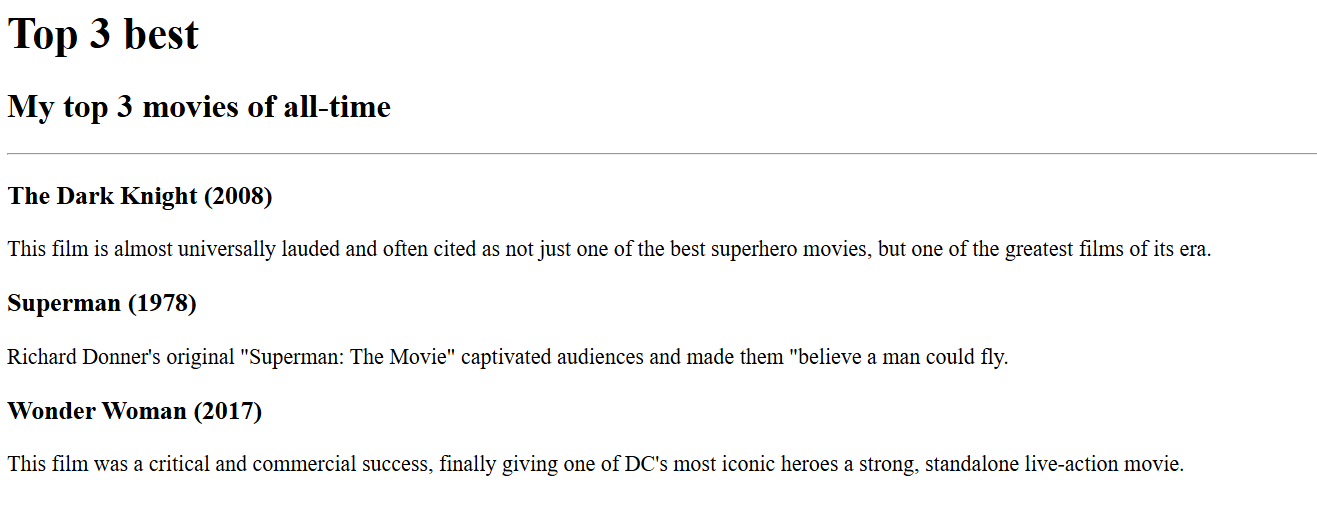 Top 3 best
My top 3 movies of all-time
The Dark Knight (2008)
This film is almost universally lauded and often cited as not just one of the best superhero movies, but one of the greatest films of its era.
Superman (1978)
Richard Donner's original "Superman: The Movie" captivated audiences and made them "believe a man could fly.
Wonder Woman (2017)
This film was a critical and commercial success, finally giving one of DC's most iconic heroes a strong, standalone live-action movie.